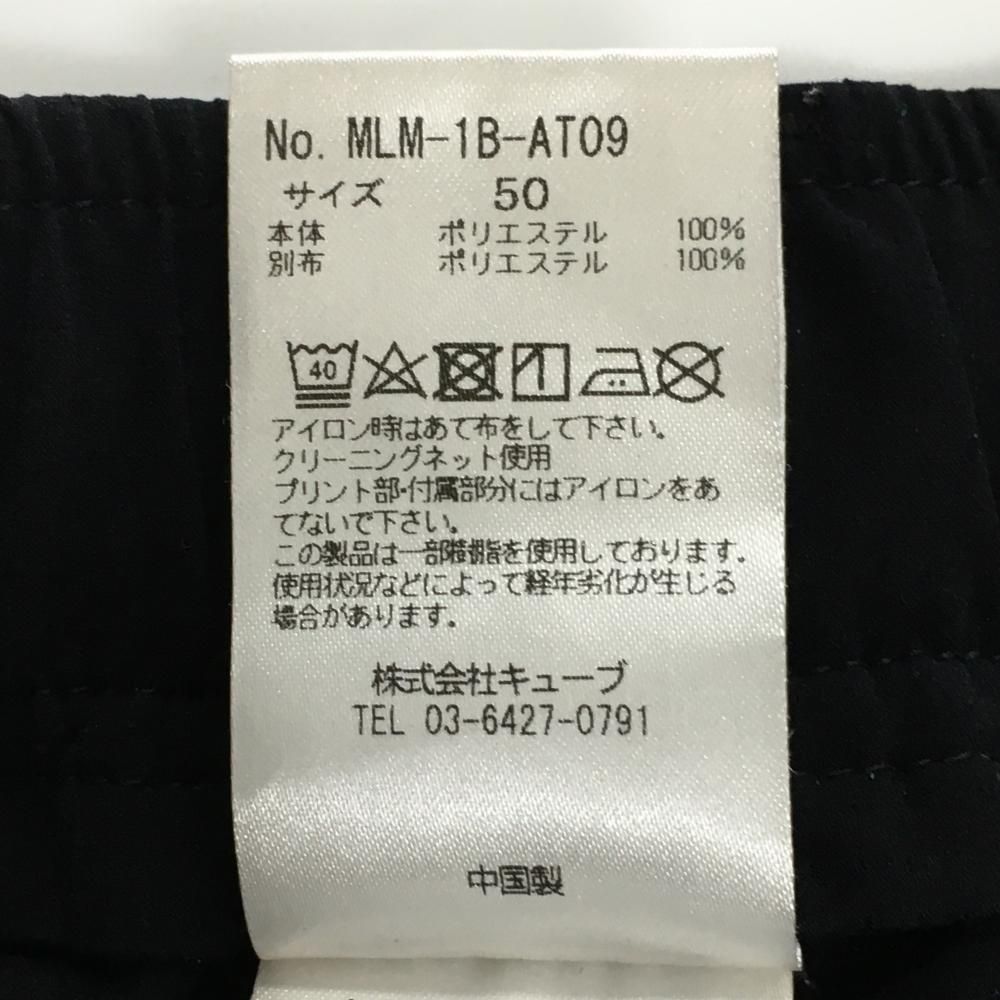 No. MLM-1B-AT09
サイズ 50
本体 ポリエステル 100%
別布 ポリエステル 100%
40
アイロン時はあて布をして下さい。
クリーニングネット使用
プリント部・付属部分にはアイロンをあ
てないで下さい。
この製品は一部樹脂を使用しております。
使用状況などによって経年劣化が生じる
場合があります。
株式会社キューブ
TEL 03-6427-0791
中国製